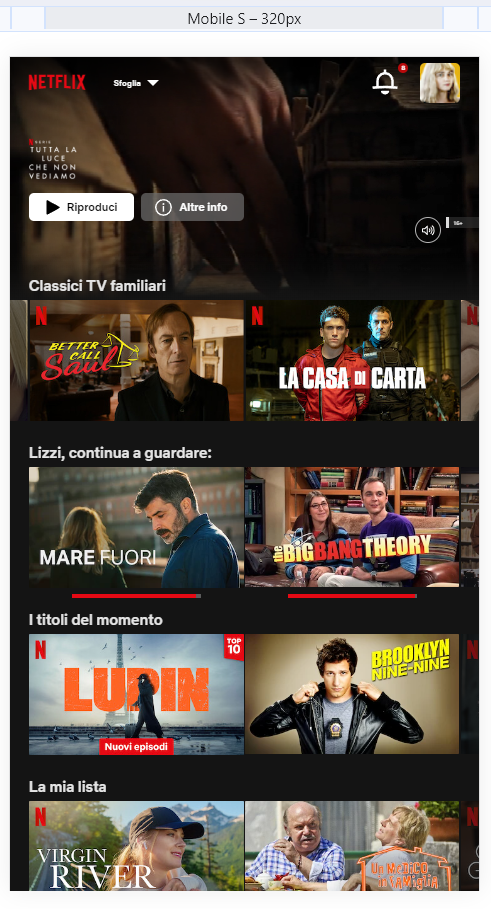 Mobile S – 320px
NETFLIX
Sfoglia
8
N SERIE
TUTTA LA
LUCE
CHE NON
VEDIAMO
Riproduci
Altre info
16+
Classici TV familiari
N
BETTER
CALL
Saul
N
LA CASA DI CARTA
N
Lizzi, continua a guardare:
MARE FUORI
the BIG BANG THEORY
I titoli del momento
N
TOP
10
LUPIN
Nuovi episodi
BROOKLYN
NINE-NINE
N
La mia lista
N
VIRGIN
RIVER
UN MEDICO
IN FAMIGLIA
N